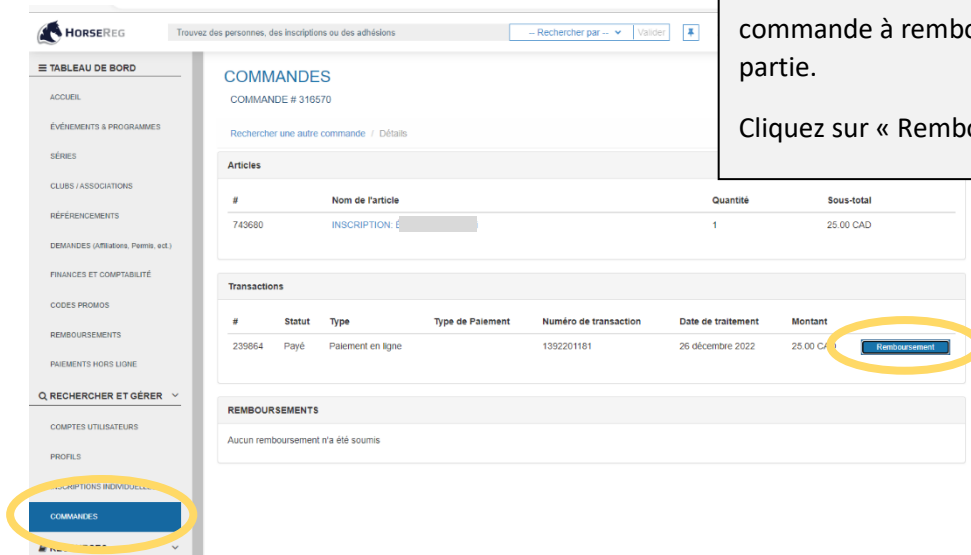 commande à rembo
partie.
Cliquez sur « Rembo
HORSEREG
Trouvez des personnes, des inscriptions ou des adhésions
-- Rechercher par --
Valider
TABLEAU DE BORD
ACCUEIL
ÉVÉNEMENTS & PROGRAMMES
SÉRIES
CLUBS / ASSOCIATIONS
RÉFÉRENCEMENTS
DEMANDES (Affiliations, Permis, ect.)
FINANCES ET COMPTABILITÉ
CODES PROMOS
REMBOURSEMENTS
PAIEMENTS HORS LIGNE
RECHERCHER ET GÉRER
COMPTES UTILISATEURS
PROFILS
INSCRIPTIONS INDIVIDUELLES
COMMANDES
COMMANDES
COMMANDE # 316570
Rechercher une autre commande / Détails
Articles
# Nom de l'article Quantité Sous-total
743680 INSCRIPTION: 1 25.00 CAD
Transactions
# Statut Type Type de Paiement Numéro de transaction Date de traitement Montant
239864 Payé Paiement en ligne 1392201181 26 décembre 2022 25.00 CAD Remboursement
REMBOURSEMENTS
Aucun remboursement n'a été soumis